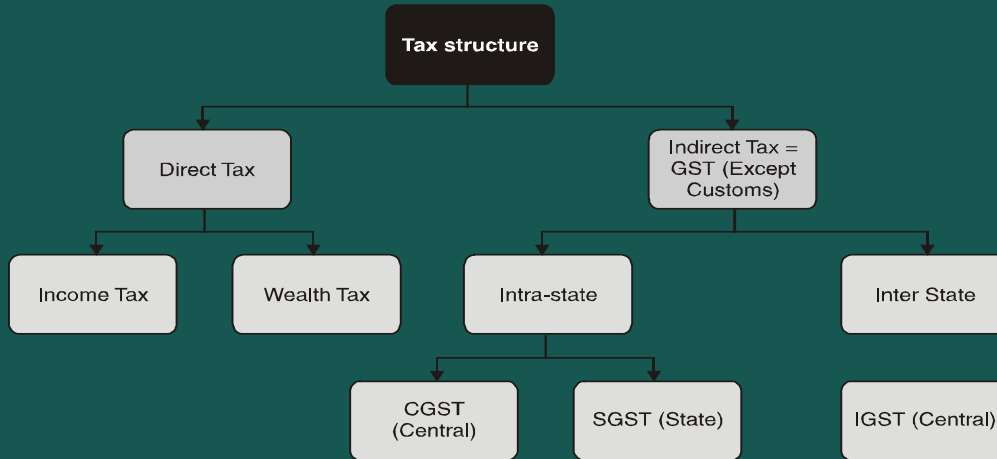 Tax structure
Direct Tax
Indirect Tax =
GST (Except
Customs)
Income Tax
Wealth Tax
Intra-state
Inter State
CGST
(Central)
SGST (State)
IGST (Central)